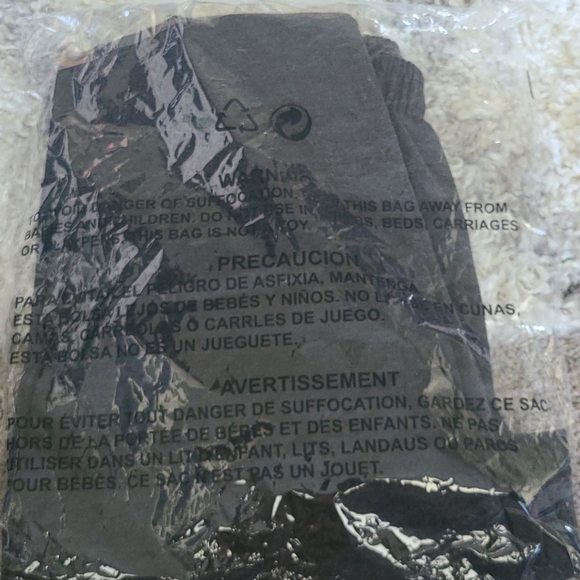 WARNING
TO AVOID DANGER OF SUFFOCATION, THIS BAG AWAY FROM
BABIES AND CHILDREN. DO NOT USE IN CRIBS, BEDS, CARRIAGES
OR PLAYPENS. THIS BAG IS NOT A TOY.
PRECAUCION
PARA EVITAR EL PELIGRO DE ASFIXIA, MANTENGA
ESTA BOLSA LEJOS DE BEBÉS Y NIÑOS. NO LA USE EN CUNAS,
CAMAS, CARREOLAS O CARRLES DE JUEGO.
ESTA BOLSA NO ES UN JUEGUETE.
AVERTISSEMENT
POUR ÉVITER TOUT DANGER DE SUFFOCATION, GARDEZ CE SAC
HORS DE LA PORTÉE DE BÉBÉS ET DES ENFANTS. NE PAS
UTILISER DANS UN LIT D'ENFANT, LITS, LANDAUS OU PARCS
POUR BÉBÉS. CE SAC N'EST PAS UN JOUET.